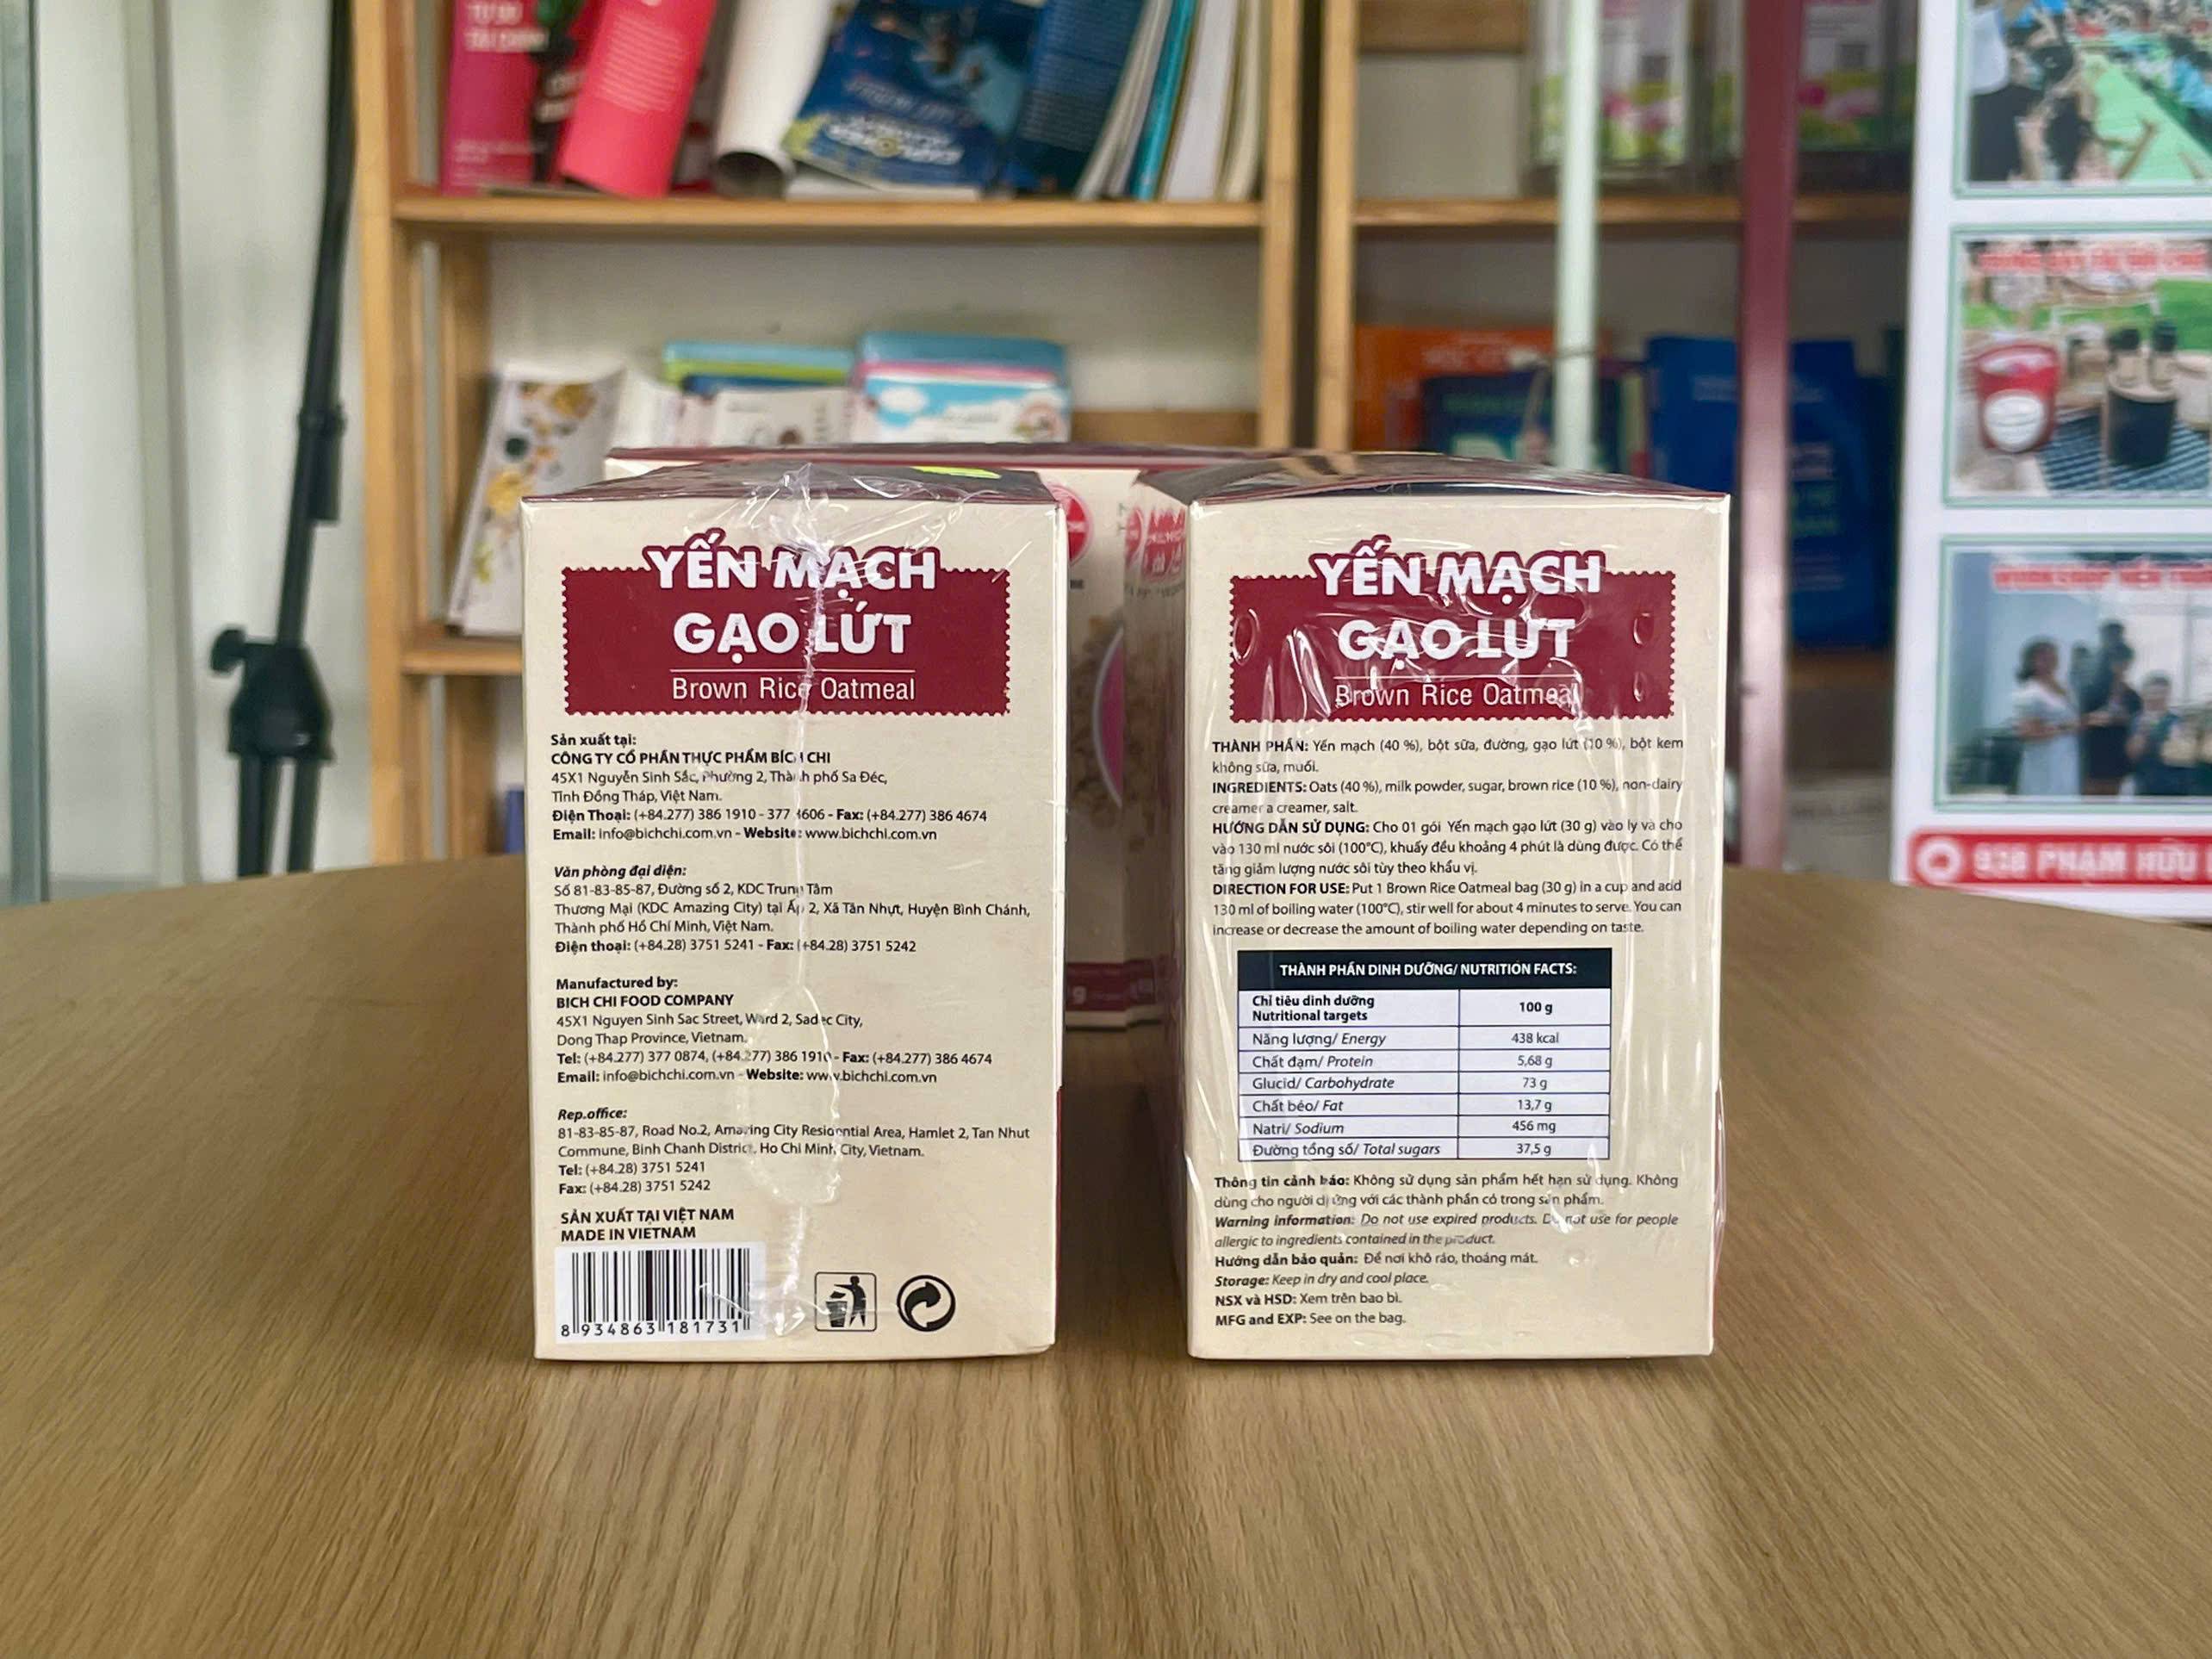 YẾN MẠCH
GẠO LỨT
Brown Rice Oatmeal
Sản xuất tại:
CÔNG TY CỔ PHẦN THỰC PHẨM BÍCH CHI
45X1 Nguyễn Sinh Sắc, Phường 2, Thành phố Sa Đéc,
Tỉnh Đồng Tháp, Việt Nam.
Điện Thoại: (+84.277) 386 1910 - 377 4606 - Fax: (+84.277) 386 4674
Email: info@bichchi.com.vn - Website: www.bichchi.com.vn
Văn phòng đại diện:
Số 81-83-85-87, Đường số 2, KDC Trung Tâm
Thương Mại (KDC Amazing City) tại Ấp 2, Xã Tân Nhựt, Huyện Bình Chánh,
Thành phố Hồ Chí Minh, Việt Nam.
Điện thoại: (+84.28) 3751 5241 - Fax: (+84.28) 3751 5242
Manufactured by:
BICH CHI FOOD COMPANY
45X1 Nguyen Sinh Sac Street, Ward 2, Sadec City,
Dong Thap Province, Vietnam.
Tel: (+84.277) 377 0874, (+84.277) 386 1910 - Fax: (+84.277) 386 4674
Email: info@bichchi.com.vn - Website: www.bichchi.com.vn
Rep.office:
81-83-85-87, Road No.2, Amazing City Residential Area, Hamlet 2, Tan Nhut
Commune, Binh Chanh District, Ho Chi Minh City, Vietnam.
Tel: (+84.28) 3751 5241
Fax: (+84.28) 3751 5242
SẢN XUẤT TẠI VIỆT NAM
MADE IN VIETNAM
8 934863 181731
YẾN MẠCH
GẠO LỨT
Brown Rice Oatmeal
THÀNH PHẦN: Yến mạch (40 %), bột sữa, đường, gạo lứt (10 %), bột kem
không sữa, muối.
INGREDIENTS: Oats (40 %), milk powder, sugar, brown rice (10 %), non-dairy
creamer a creamer, salt.
HƯỚNG DẪN SỬ DỤNG: Cho 01 gói Yến mạch gạo lứt (30 g) vào ly và cho
vào 130 ml nước sôi (100°C), khuấy đều khoảng 4 phút là dùng được. Có thể
tăng giảm lượng nước sôi tùy theo khẩu vị.
DIRECTION FOR USE: Put 1 Brown Rice Oatmeal bag (30 g) in a cup and add
130 ml of boiling water (100°C), stir well for about 4 minutes to serve. You can
increase or decrease the amount of boiling water depending on taste.
THÀNH PHẦN DINH DƯỠNG/ NUTRITION FACTS:
Chỉ tiêu dinh dưỡng
Nutritional targets 100 g
Năng lượng/ Energy 438 kcal
Chất đạm/ Protein 5,68 g
Glucid/ Carbohydrate 73 g
Chất béo/ Fat 13,7 g
Natri/ Sodium 456 mg
Đường tổng số/ Total sugars 37,5 g
Thông tin cảnh báo: Không sử dụng sản phẩm hết hạn sử dụng. Không
dùng cho người dị ứng với các thành phần có trong sản phẩm.
Warning information: Do not use expired products. Do not use for people
allergic to ingredients contained in the product.
Hướng dẫn bảo quản: Để nơi khô ráo, thoáng mát.
Storage: Keep in dry and cool place.
NSX và HSD: Xem trên bao bì.
MFG and EXP: See on the bag.
938 PHẠM HỮU